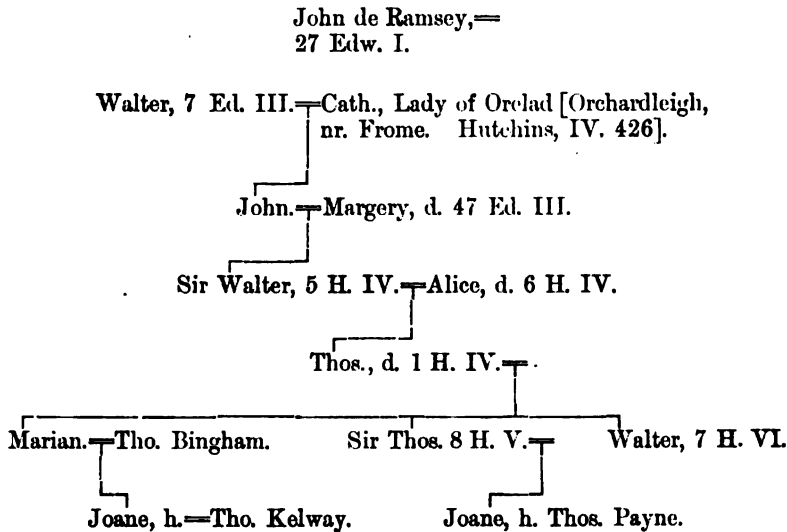 John de Ramsey,=
27 Edw. I.
Walter, 7 Ed. III.=Cath., Lady of Orclad [Orchardleigh,
nr. Frome. Hutchins, IV. 426].
John.=Margery, d. 47 Ed. III.
Sir Walter, 5 H. IV.=Alice, d. 6 H. IV.
Thos., d. 1 H. IV.=
Marian.=Tho. Bingham. Sir Thos. 8 H. V.= Walter, 7 H. VI.
Joane, h.=Tho. Kelway. Joane, h. Thos. Payne.